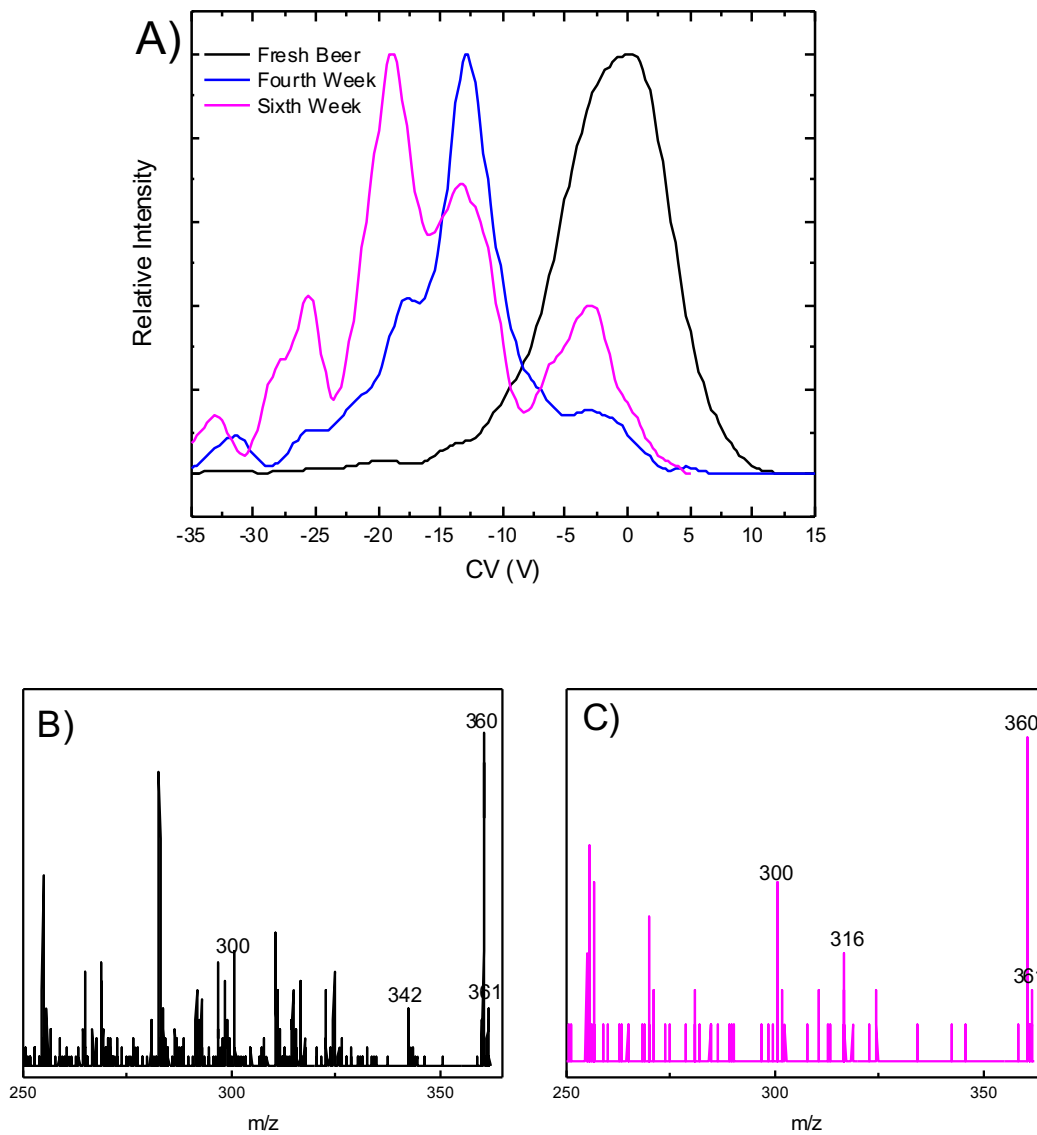 A)
Fresh Beer
Fourth Week
Sixth Week
Relative Intensity
-35 -30 -25 -20 -15 -10 -5 0 5 10 15
CV (V)
B)
360
300
342
361
250 300 350
m/z
C)
360
300
316
361
250 300 350
m/z